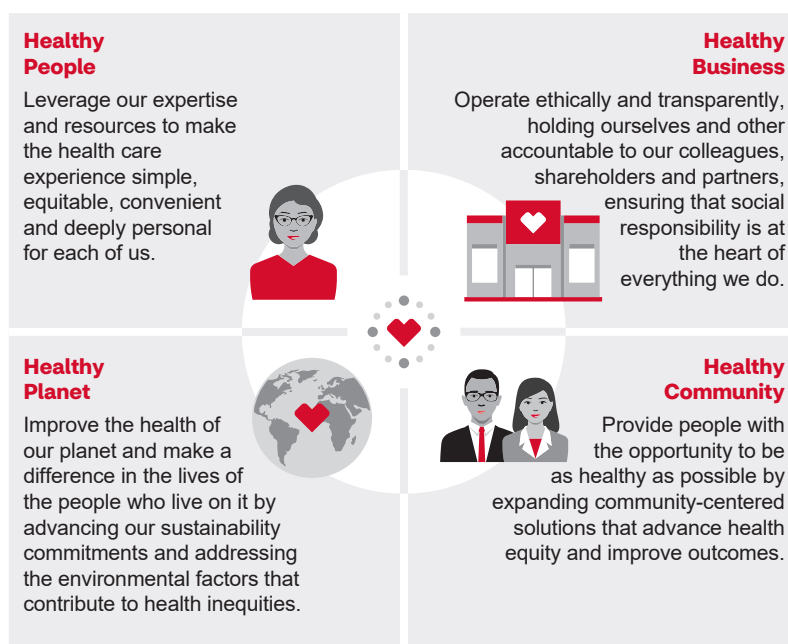 Healthy
People
Leverage our expertise
and resources to make
the health care
experience simple,
equitable, convenient
and deeply personal
for each of us.
Healthy
Business
Operate ethically and transparently,
holding ourselves and other
accountable to our colleagues,
shareholders and partners,
ensuring that social
responsibility is at
the heart of
everything we do.
Healthy
Planet
Improve the health of
our planet and make a
difference in the lives of
the people who live on it by
advancing our sustainability
commitments and addressing
the environmental factors that
contribute to health inequities.
Healthy
Community
Provide people with
the opportunity to be
as healthy as possible by
expanding community-centered
solutions that advance health
equity and improve outcomes.